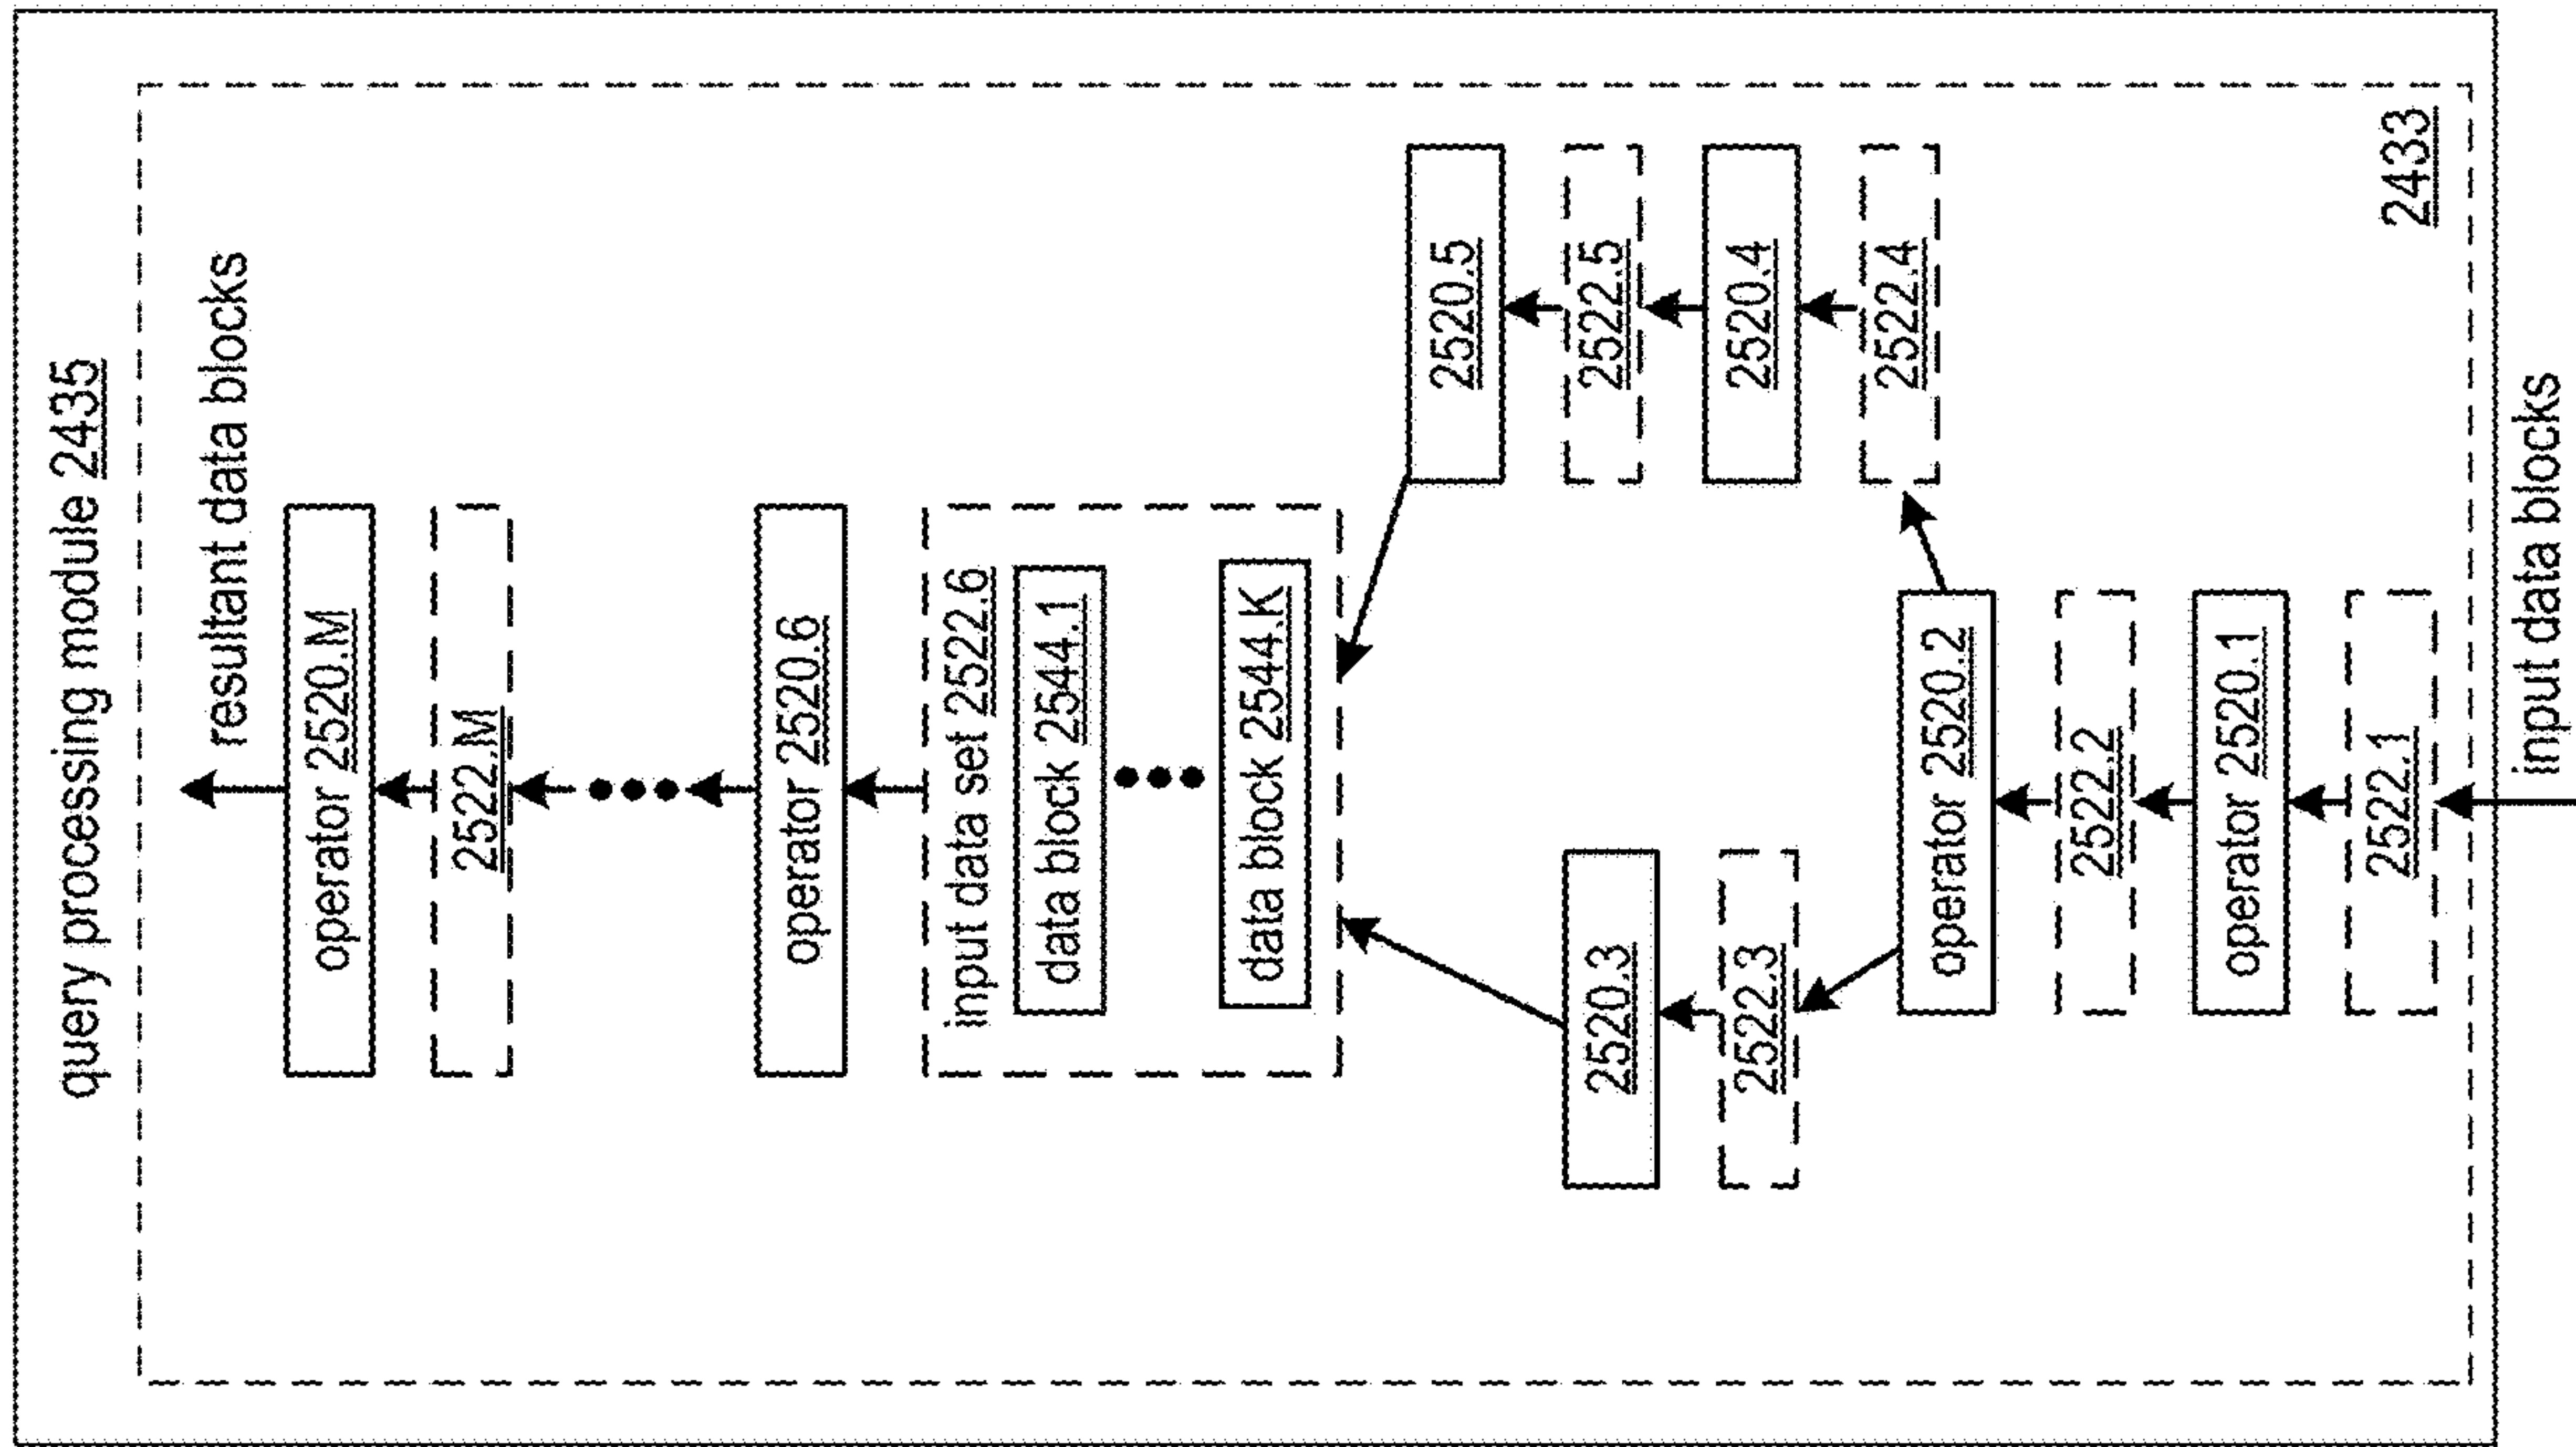 query processing module 2435
resultant data blocks
operator 2520.M
2522.M
operator 2520.6
input data set 2522.6
data block 2544.1
data block 2544.K
2520.5
2522.5
2520.3
2520.4
2522.3
2522.4
operator 2520.2
2522.2
operator 2520.1
2522.1
2433
input data blocks